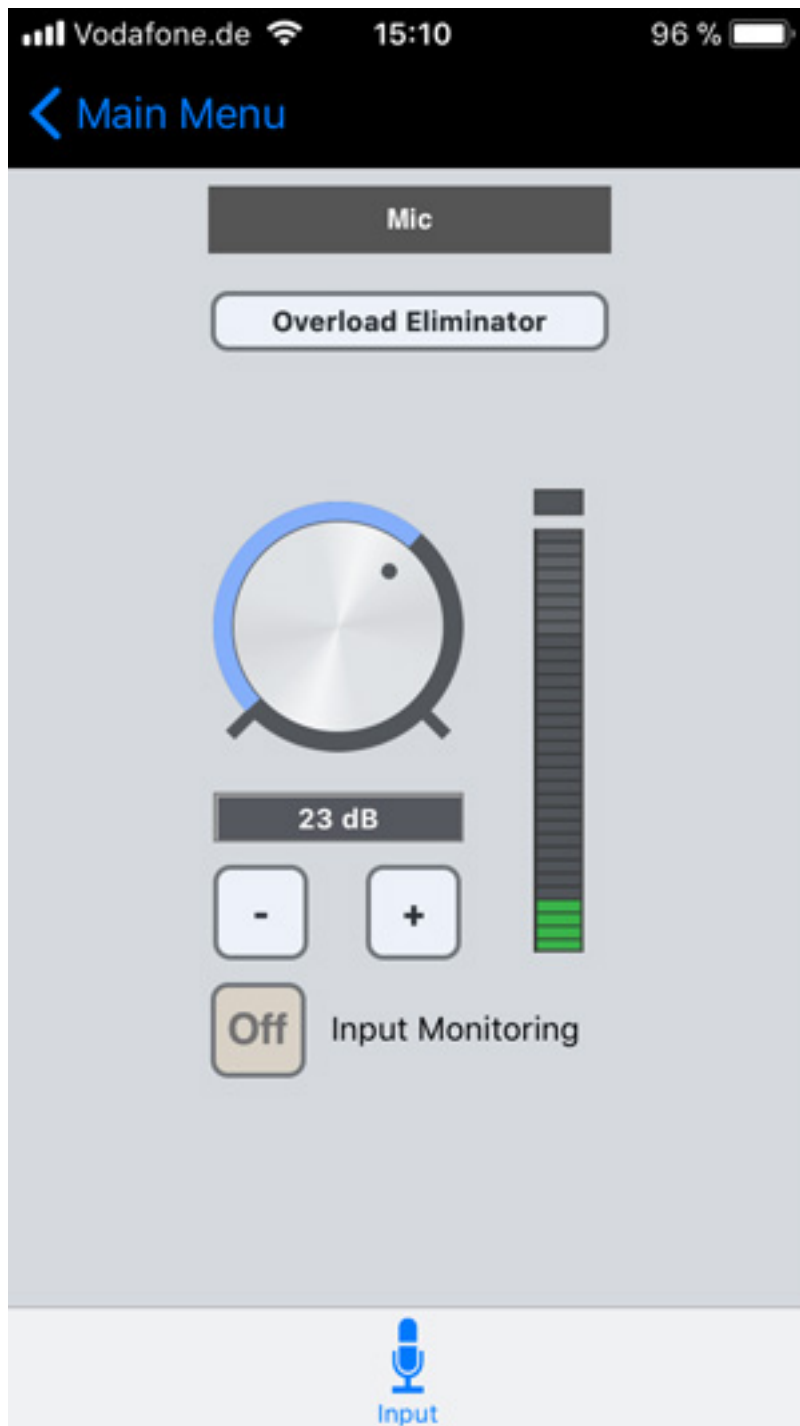 Vodafone.de 15:10 96 %
Main Menu
Mic
Overload Eliminator
23 dB
- +
Off Input Monitoring
Input